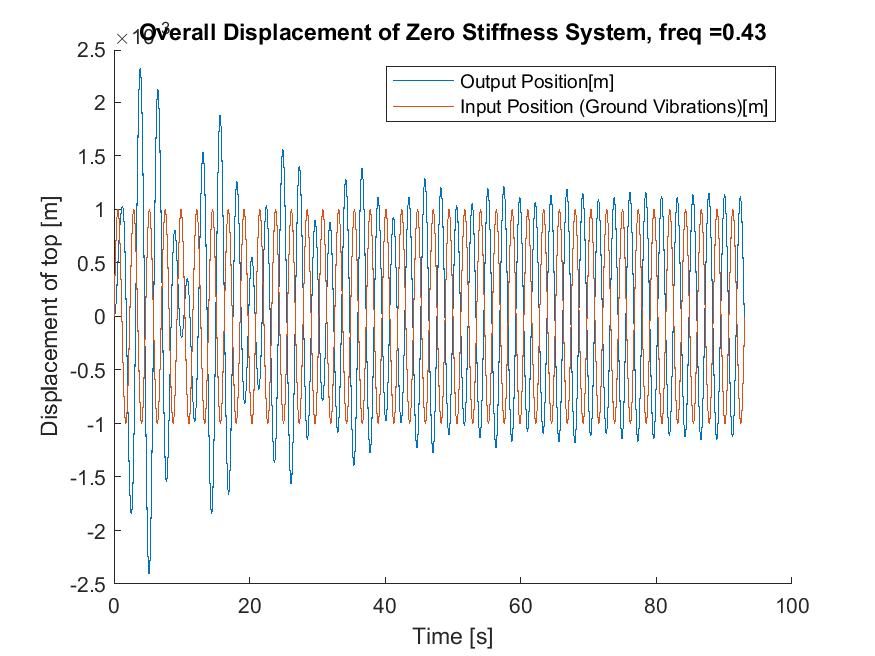 ×10-3
Overall Displacement of Zero Stiffness System, freq =0.43
2.5
2
1.5
1
0.5
0
-0.5
-1
-1.5
-2
-2.5
Displacement of top [m]
Output Position[m]
Input Position (Ground Vibrations)[m]
0 20 40 60 80 100
Time [s]